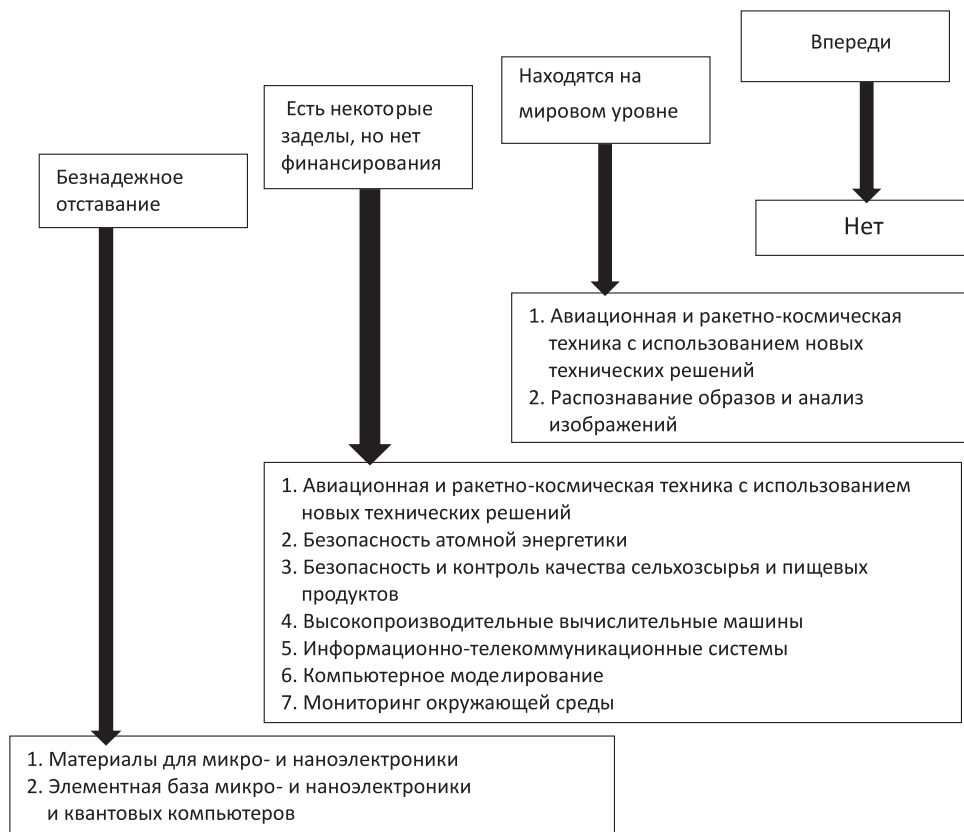 Впереди
Находятся на
мировом уровне
Есть некоторые
заделы, но нет
финансирования
Безнадежное
отставание
Нет
1. Авиационная и ракетно-космическая
техника с использованием новых
технических решений
2. Распознавание образов и анализ
изображений
1. Авиационная и ракетно-космическая техника с использованием
новых технических решений
2. Безопасность атомной энергетики
3. Безопасность и контроль качества сельхозсырья и пищевых
продуктов
4. Высокопроизводительные вычислительные машины
5. Информационно-телекоммуникационные системы
6. Компьютерное моделирование
7. Мониторинг окружающей среды
1. Материалы для микро- и наноэлектроники
2. Элементная база микро- и наноэлектроники
и квантовых компьютеров